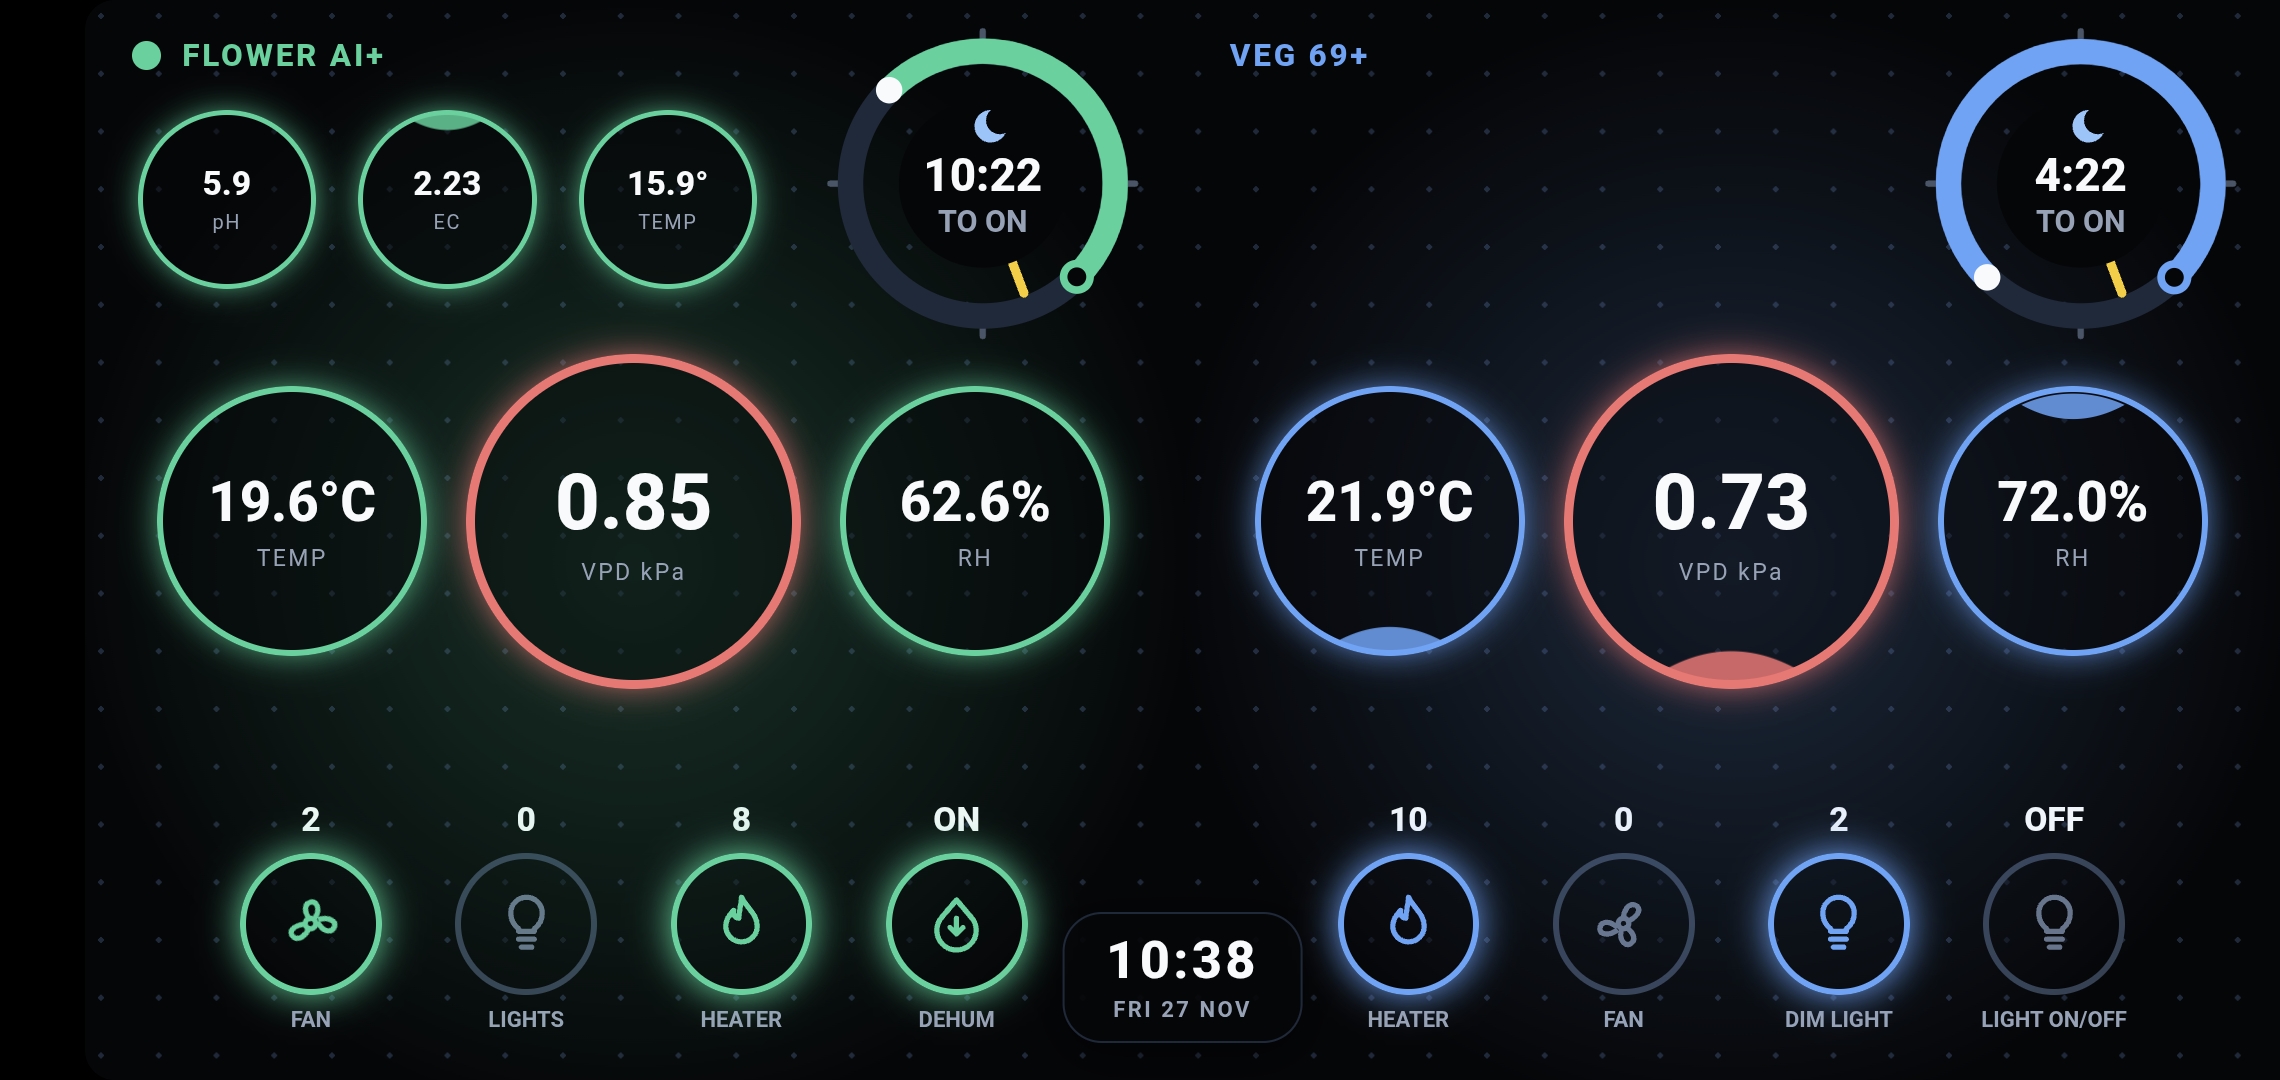 FLOWER AI+
5.9
pH
2.23
EC
15.9°
TEMP
10:22
TO ON
19.6°C
TEMP
0.85
VPD kPa
62.6%
RH
2
FAN
0
LIGHTS
8
HEATER
ON
DEHUM
10:38
FRI 27 NOV
VEG 69+
4:22
TO ON
21.9°C
TEMP
0.73
VPD kPa
72.0%
RH
10
HEATER
0
FAN
2
DIM LIGHT
OFF
LIGHT ON/OFF